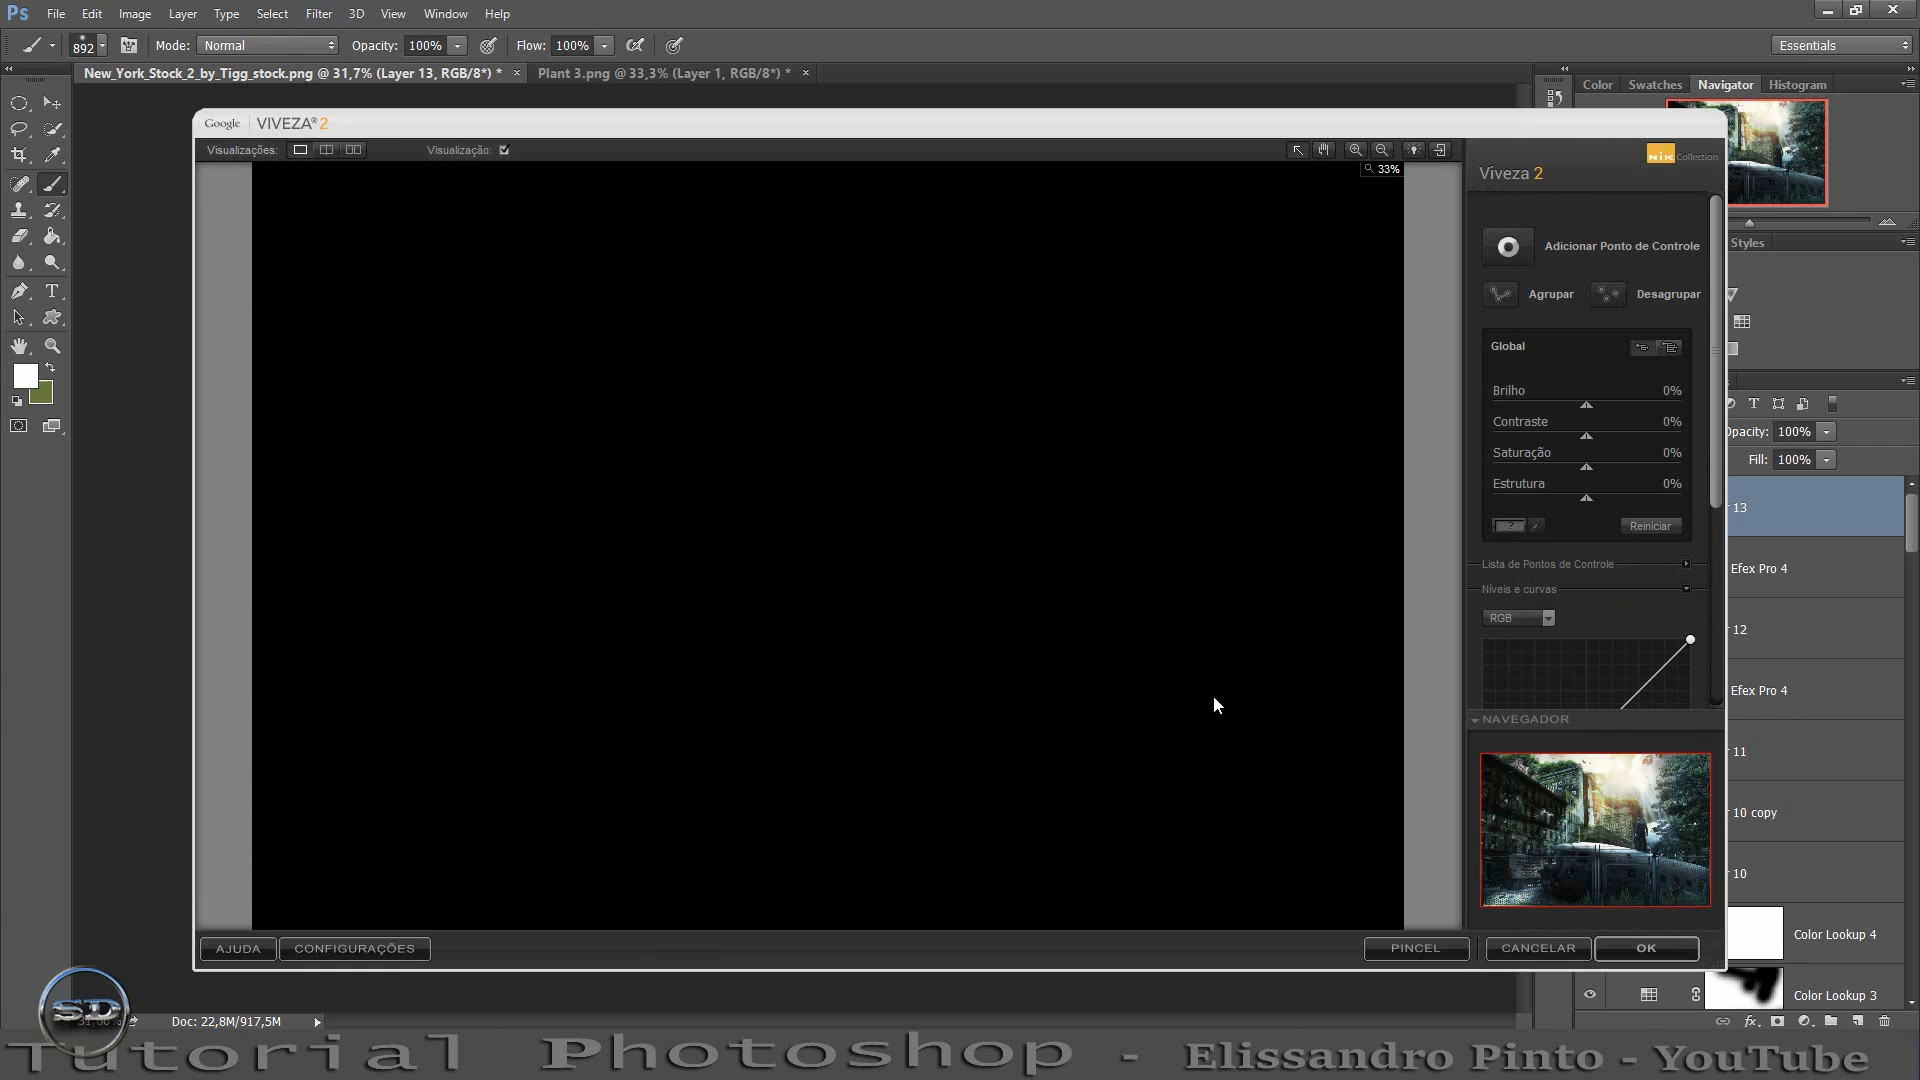 Ps File Edit Image Layer Type Select Filter 3D View Window Help
892 Mode: Normal Opacity: 100% Flow: 100% Essentials
New_York_Stock_2_by_Tigg_stock.png @ 31,7% (Layer 13, RGB/8*) * × Plant 3.png @ 33,3% (Layer 1, RGB/8*) * ×
Color Swatches Navigator Histogram
Google VIVEZA® 2
Visualizações: Visualização:
33%
Nik Collection
Viveza 2
Adicionar Ponto de Controle
Agrupar Desagrupar
Styles
Global
Brilho 0%
Contraste 0%
Saturação 0%
Estrutura 0%
? Reiniciar
Lista de Pontos de Controle
Níveis e curvas
RGB
NAVEGADOR
Opacity: 100%
Fill: 100%
13
Efex Pro 4
12
Efex Pro 4
11
10 copy
10
Color Lookup 4
Color Lookup 3
AJUDA CONFIGURAÇÕES PINCEL CANCELAR OK
SD
Doc: 22,8M/917,5M
fx
Tutorial Photoshop - Elissandro Pinto - YouTube